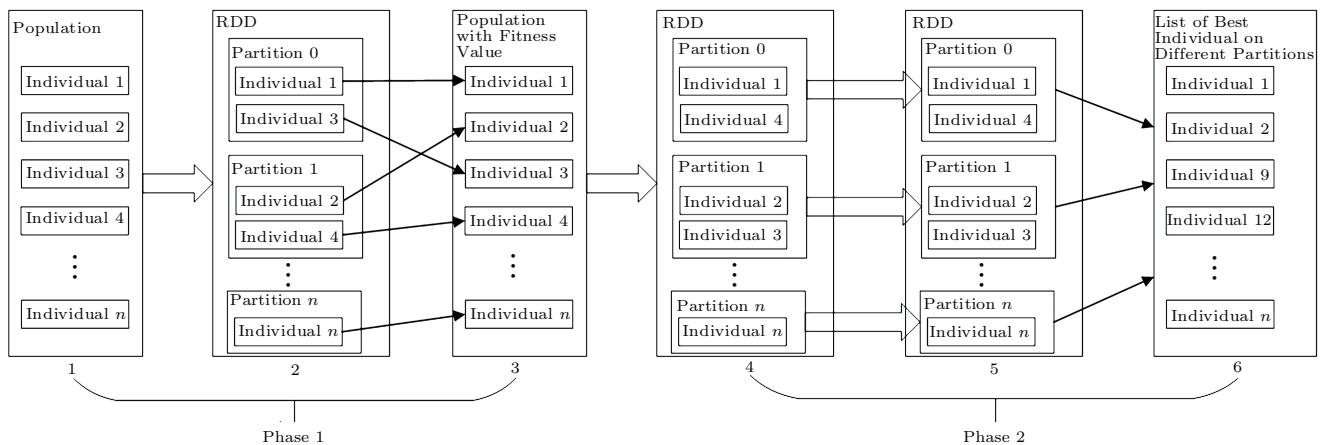 Population
Individual 1
Individual 2
Individual 3
Individual 4
⋮
Individual n
1
RDD
Partition 0
Individual 1
Individual 3
Partition 1
Individual 2
Individual 4
⋮
Partition n
Individual n
2
Population
with Fitness
Value
Individual 1
Individual 2
Individual 3
Individual 4
⋮
Individual n
3
Phase 1
RDD
Partition 0
Individual 1
Individual 4
Partition 1
Individual 2
Individual 3
⋮
Partition n
Individual n
4
RDD
Partition 0
Individual 1
Individual 4
Partition 1
Individual 2
Individual 3
⋮
Partition n
Individual n
5
List of Best
Individual on
Different Partitions
Individual 1
Individual 2
Individual 9
Individual 12
⋮
Individual n
6
Phase 2